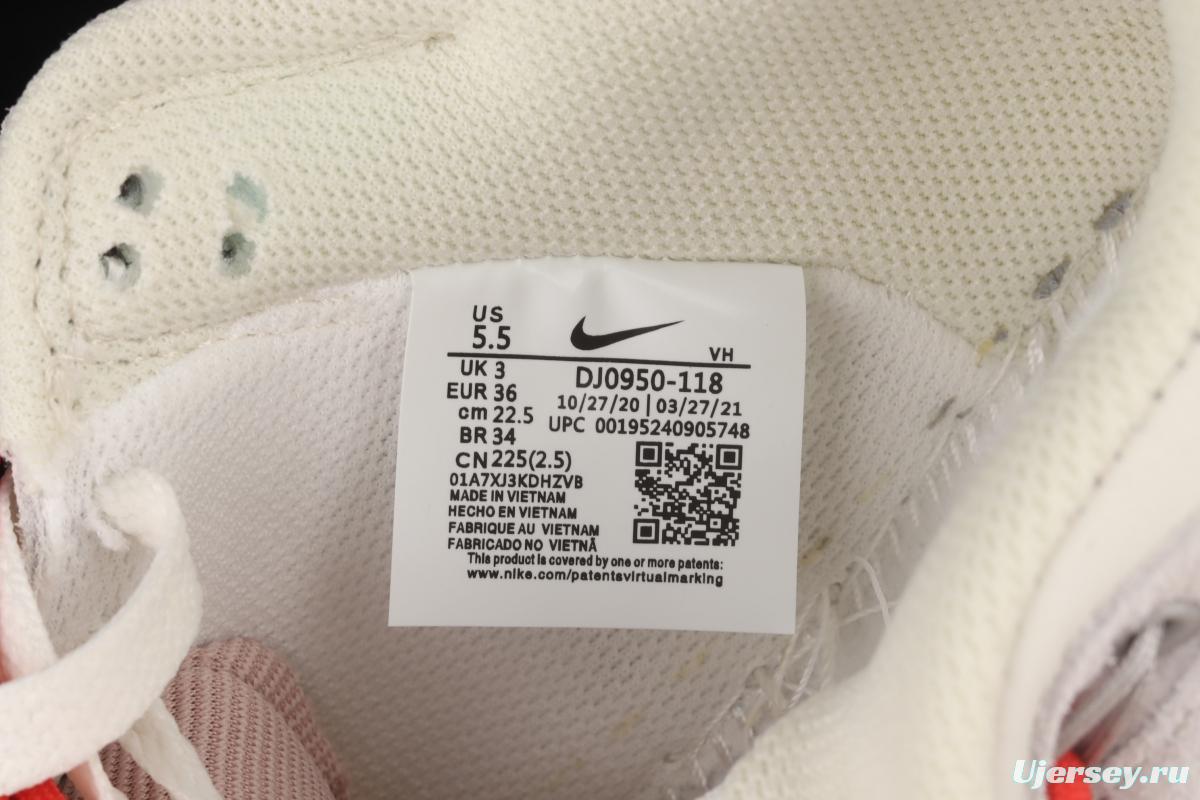 US
5.5
VH
UK 3
EUR 36
cm 22.5
BR 34
CN 225(2.5)
DJ0950-118
10/27/20 | 03/27/21
UPC 00195240905748
01A7XJ3KDHZVB
MADE IN VIETNAM
HECHO EN VIETNAM
FABRIQUE AU VIETNAM
FABRICADO NO VIETNÃ
This product is covered by one or more patents:
www.nike.com/patentsvirtualmarking
Ujersey.ru